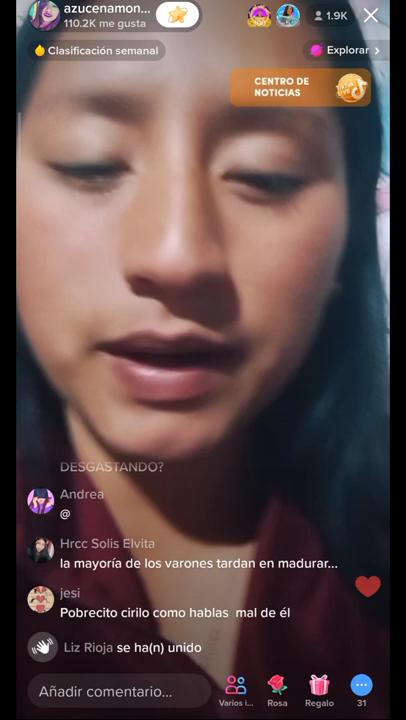 azucenamon...
110.2K me gusta
1.9K
Clasificación semanal
Explorar >
CENTRO DE
NOTICIAS
DESGASTANDO?
Andrea
@
Hrcc Solis Elvita
la mayoría de los varones tardan en madurar...
jesi
Pobrecito cirilo como hablas mal de él
Liz Rioja se ha(n) unido
Añadir comentario...
Varios i...
Rosa
Regalo
31